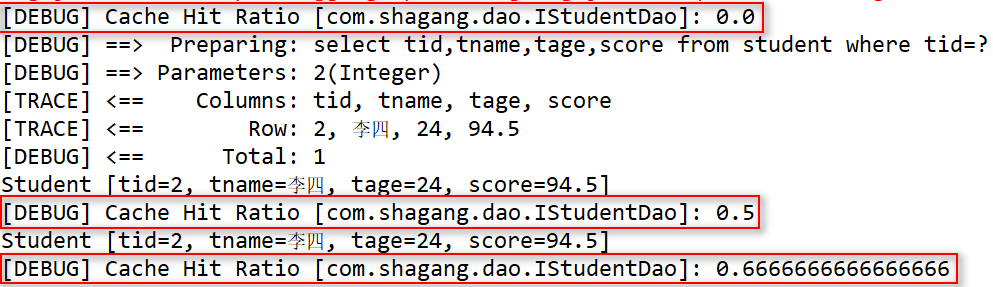 [DEBUG] Cache Hit Ratio [com.shagang.dao.IStudentDao]: 0.0
[DEBUG] ==>  Preparing: select tid,tname,tage,score from student where tid=?
[DEBUG] ==> Parameters: 2(Integer)
[TRACE] <==    Columns: tid, tname, tage, score
[TRACE] <==        Row: 2, 李四, 24, 94.5
[DEBUG] <==      Total: 1
Student [tid=2, tname=李四, tage=24, score=94.5]
[DEBUG] Cache Hit Ratio [com.shagang.dao.IStudentDao]: 0.5
Student [tid=2, tname=李四, tage=24, score=94.5]
[DEBUG] Cache Hit Ratio [com.shagang.dao.IStudentDao]: 0.6666666666666666